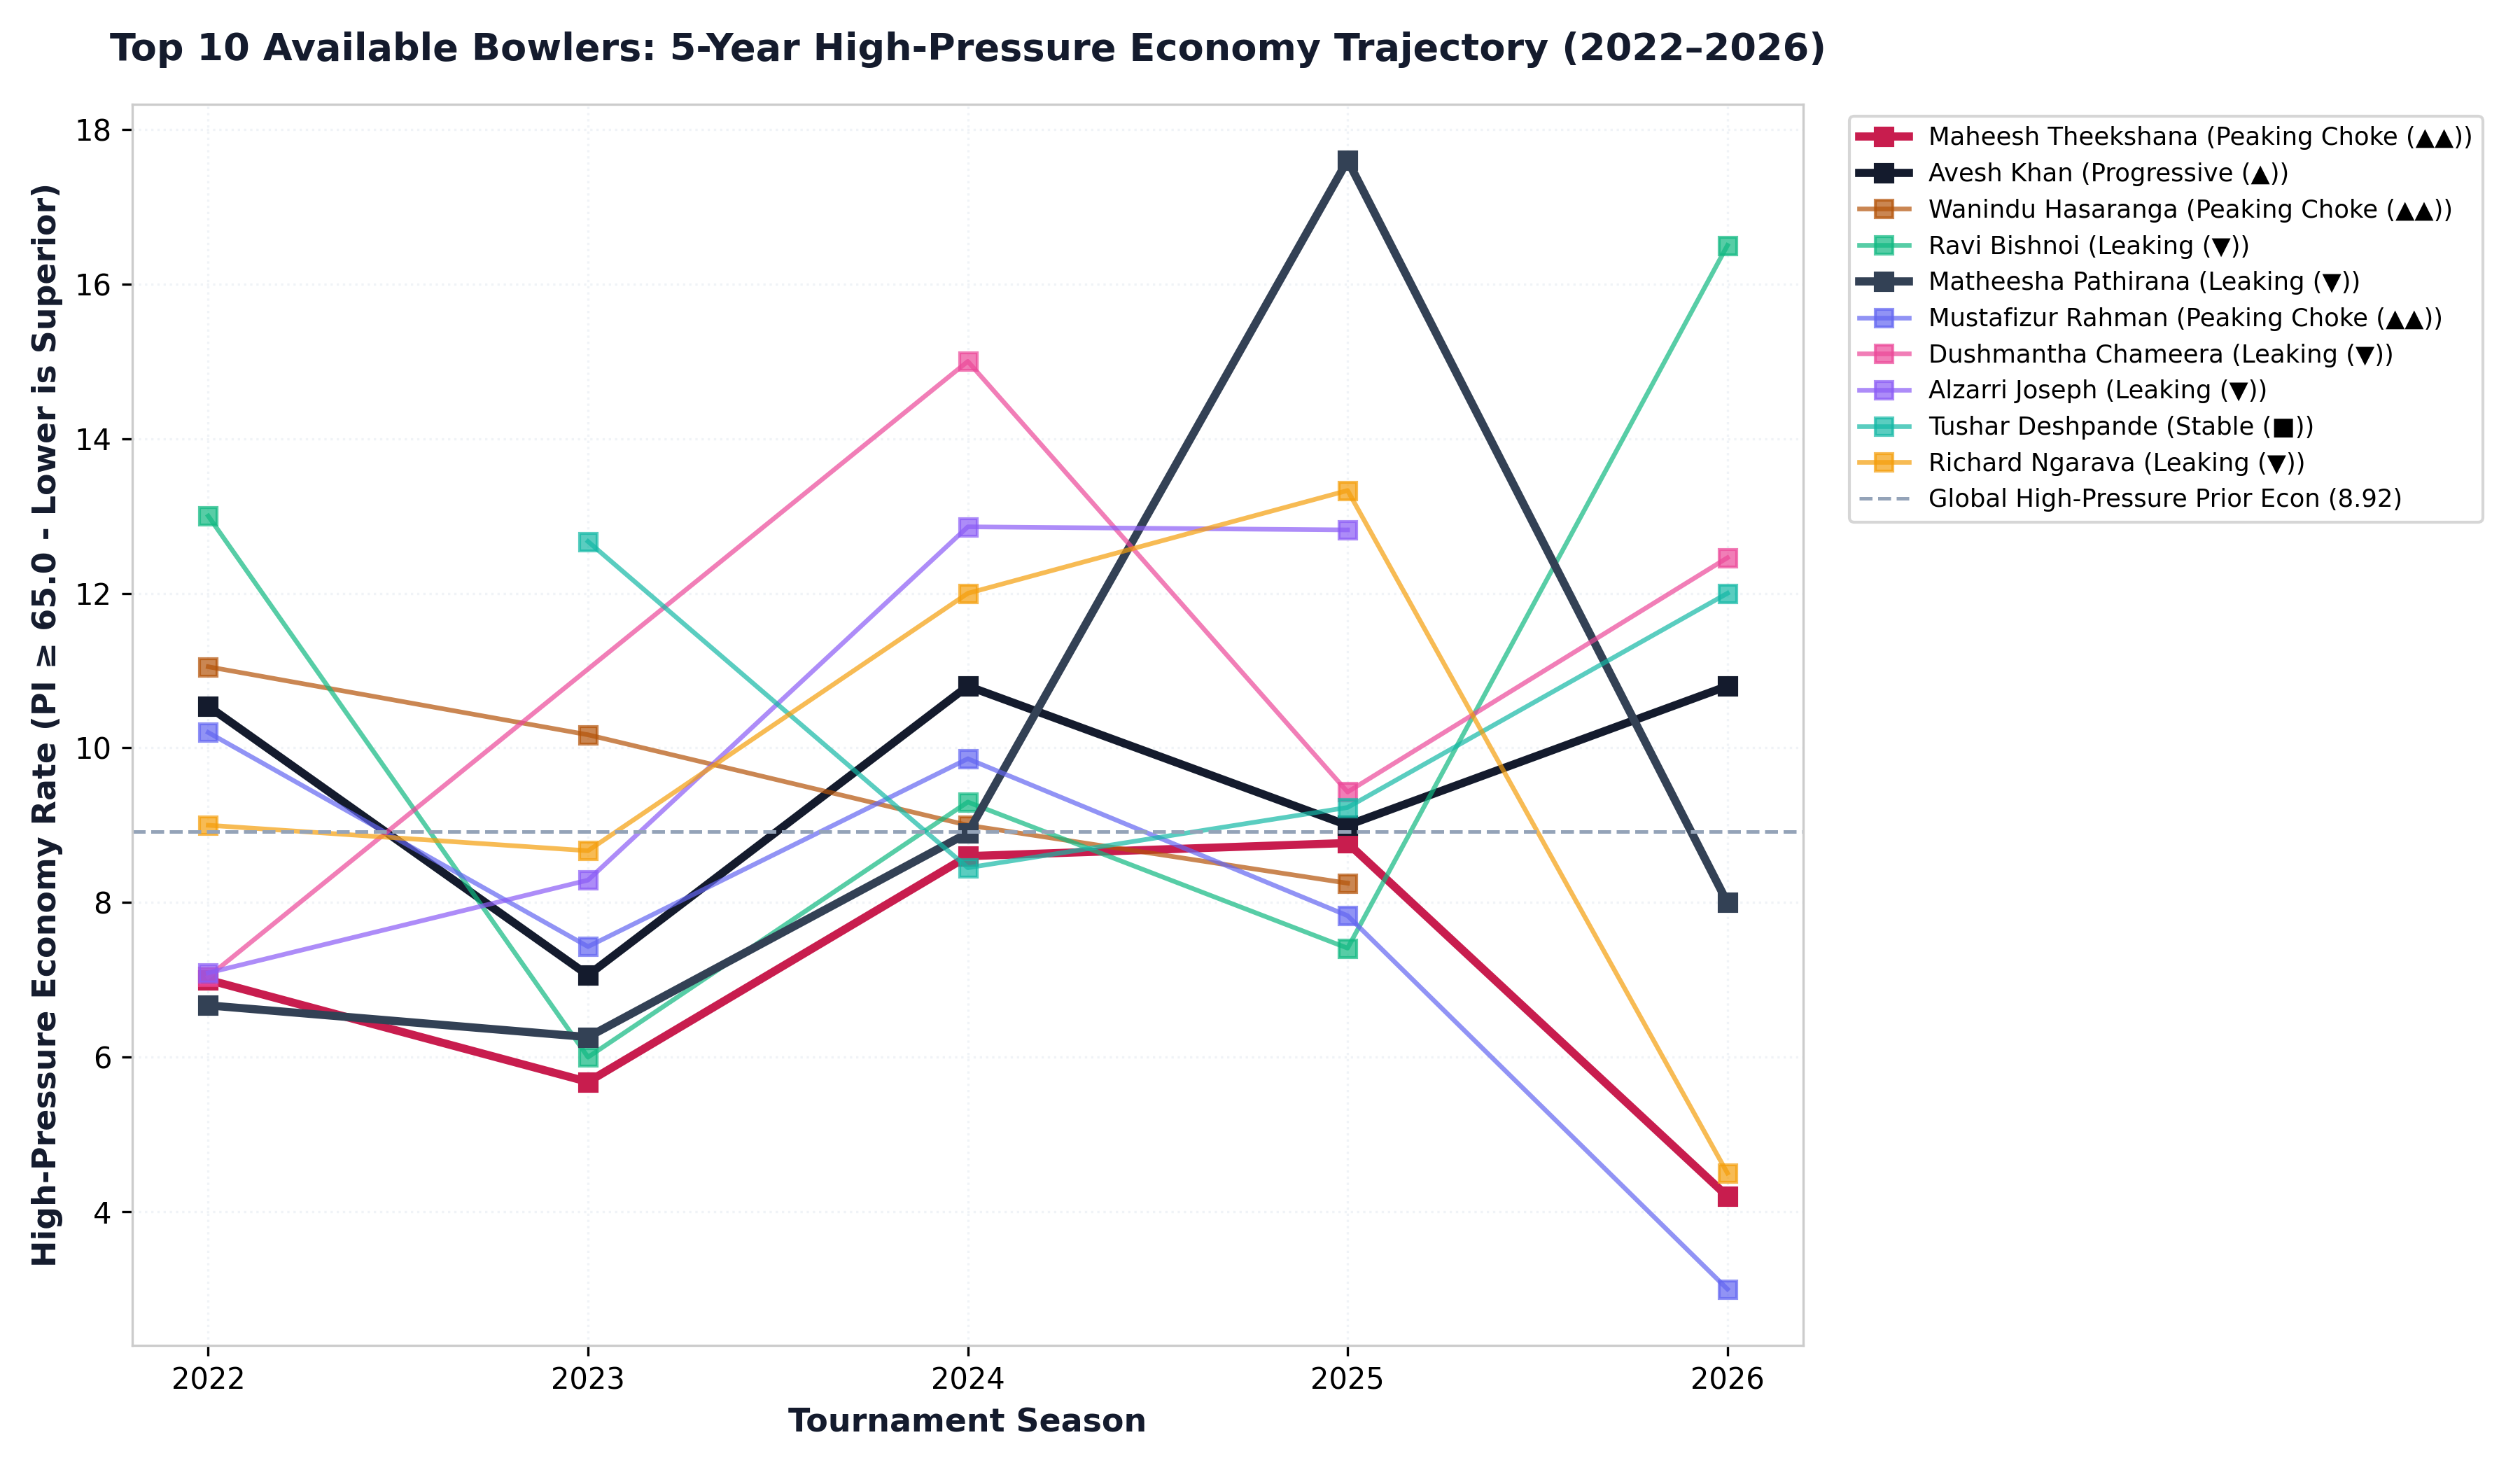 Top 10 Available Bowlers: 5-Year High-Pressure Economy Trajectory (2022–2026)
High-Pressure Economy Rate (PI ≥ 65.0 - Lower is Superior)
18
16
14
12
10
8
6
4
2022
2023
2024
2025
2026
Tournament Season
Maheesh Theekshana (Peaking Choke (▲▲))
Avesh Khan (Progressive (▲))
Wanindu Hasaranga (Peaking Choke (▲▲))
Ravi Bishnoi (Leaking (▼))
Matheesha Pathirana (Leaking (▼))
Mustafizur Rahman (Peaking Choke (▲▲))
Dushmantha Chameera (Leaking (▼))
Alzarri Joseph (Leaking (▼))
Tushar Deshpande (Stable (■))
Richard Ngarava (Leaking (▼))
Global High-Pressure Prior Econ (8.92)